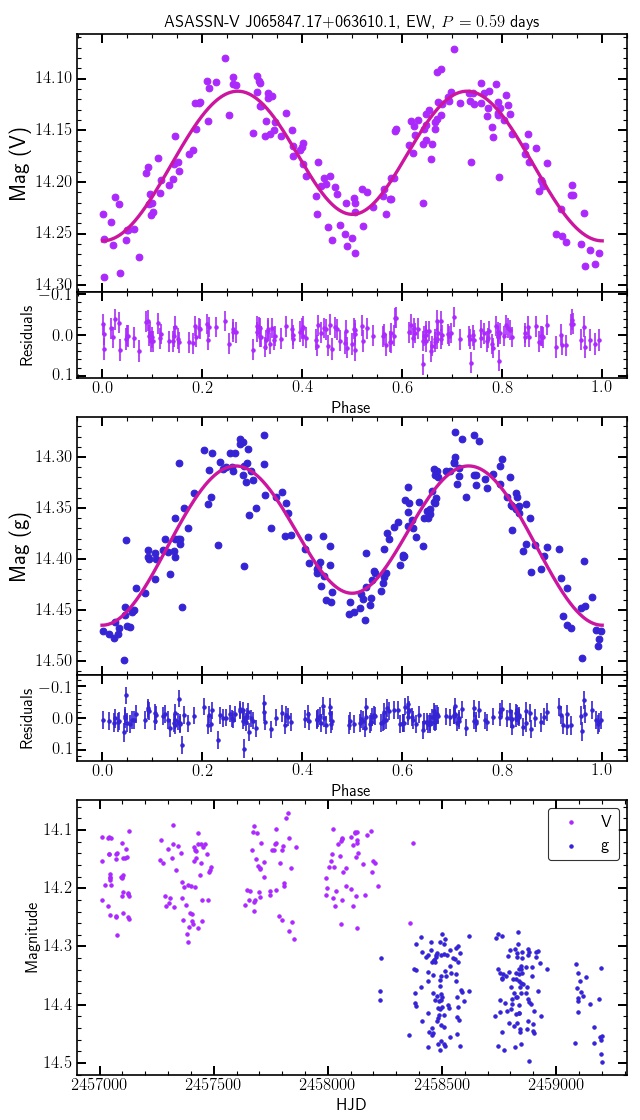 ASASSN-V J065847.17+063610.1, EW, P = 0.59 days
14.10
14.15
14.20
14.25
14.30
Mag (V)
−0.1
0.0
0.1
Residuals
0.0 0.2 0.4 0.6 0.8 1.0
Phase
14.30
14.35
14.40
14.45
14.50
Mag (g)
−0.1
0.0
0.1
Residuals
0.0 0.2 0.4 0.6 0.8 1.0
Phase
V
g
14.1
14.2
14.3
14.4
14.5
Magnitude
2457000 2457500 2458000 2458500 2459000
HJD